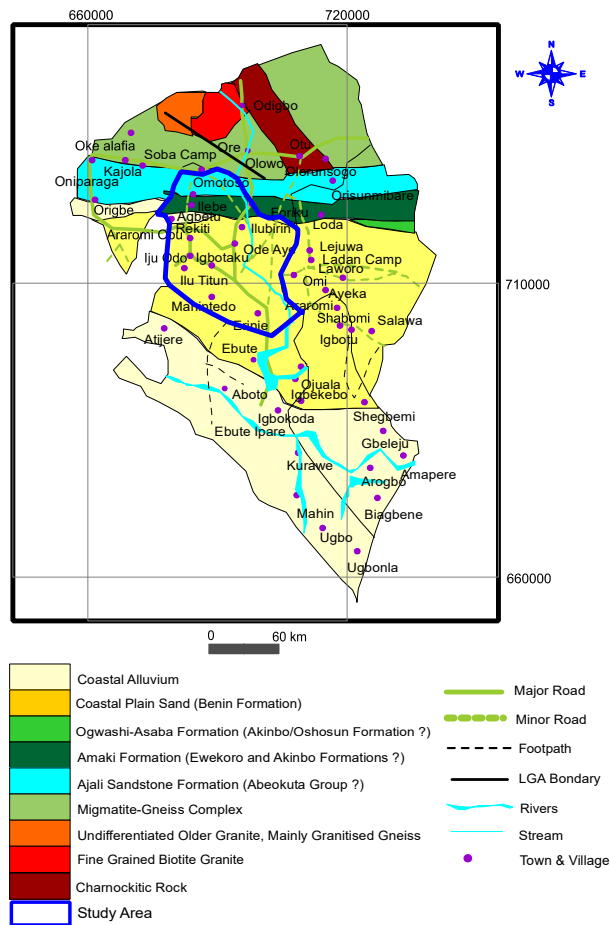 660000 720000
N
W E
S
Odigbo
Oke alafia
Ore
Otu
Soba Camp
Olowo
Kajola
Olorunsogo
Oniparaga
Omotoso
Orisunmibare
Ilebe
Origbe
Agbetu
Eoriku
Loda
Araromi Obu
Rekiti
Ilubirin
Ode Aye
Lejuwa
Iju Odo
Igbotaku
Ladan Camp
Laworo
Ilu Titun
Omi
710000
Ayeka
Manintedo
Araromi
Erinje
Shabomi
Salawa
Atijere
Igbotu
Ebute
Ojuala
Aboto
Igbekebo
Igbokoda
Shegbemi
Ebute Ipare
Gbeleju
Kurawe
Amapere
Arogbo
Mahin
Biagbene
Ugbo
Ugbonla
660000
0 60 km
Coastal Alluvium
Coastal Plain Sand (Benin Formation)
Ogwashi-Asaba Formation (Akinbo/Oshosun Formation ?)
Amaki Formation (Ewekoro and Akinbo Formations ?)
Ajali Sandstone Formation (Abeokuta Group ?)
Migmatite-Gneiss Complex
Undifferentiated Older Granite, Mainly Granitised Gneiss
Fine Grained Biotite Granite
Charnockitic Rock
Study Area
Major Road
Minor Road
Footpath
LGA Bondary
Rivers
Stream
Town & Village